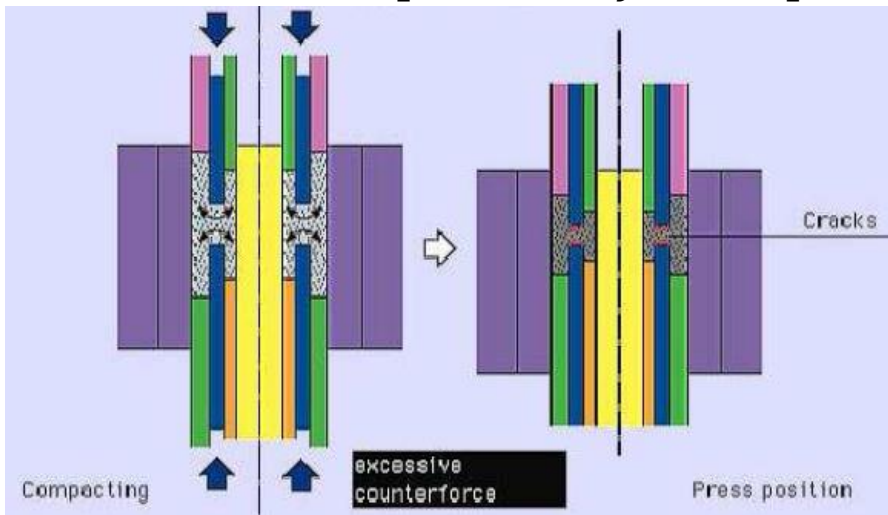 Cracks
Compacting
excessive
counterforce
Press position